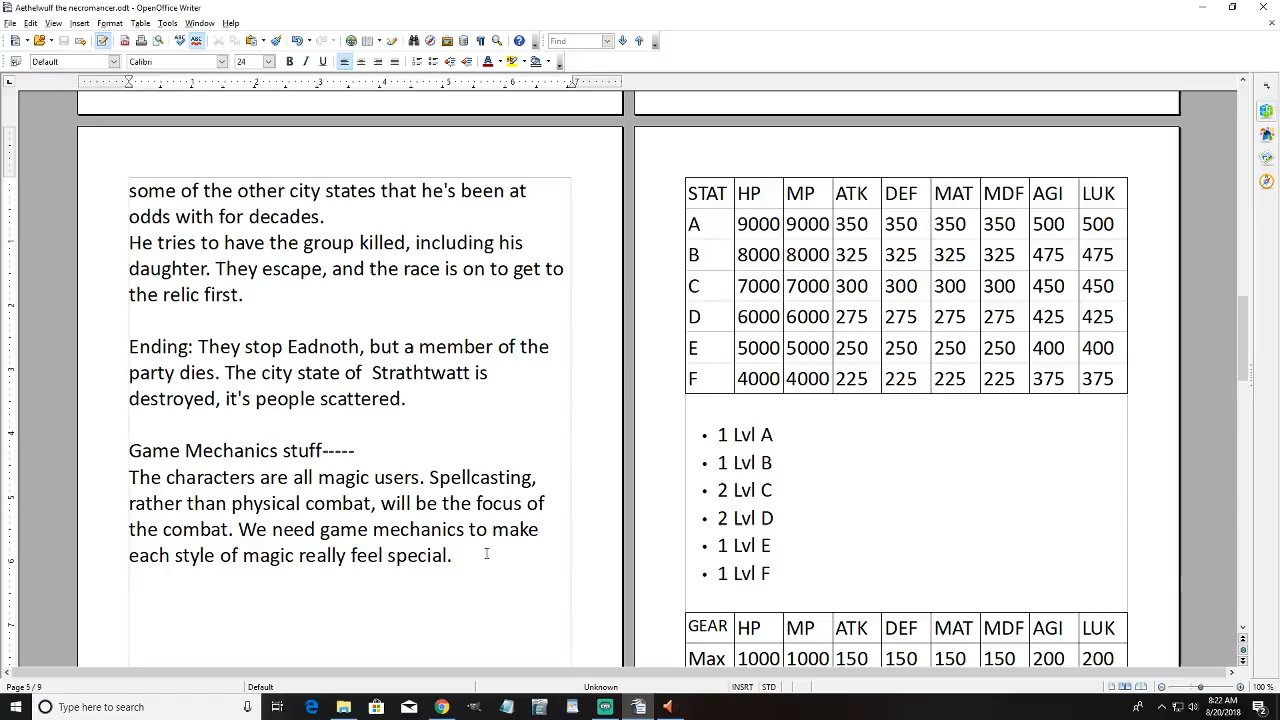 Aethelwulf the necromancer.odt - OpenOffice Writer
File Edit View Insert Format Table Tools Window Help
Find
Default Calibri 24
1 2 3 4 5 6 7
some of the other city states that he's been at
odds with for decades.
He tries to have the group killed, including his
daughter. They escape, and the race is on to get to
the relic first.
Ending: They stop Eadnoth, but a member of the
party dies. The city state of  Strathtwatt is
destroyed, it's people scattered.
Game Mechanics stuff-----
The characters are all magic users. Spellcasting,
rather than physical combat, will be the focus of
the combat. We need game mechanics to make
each style of magic really feel special.
STAT HP MP ATK DEF MAT MDF AGI LUK
A 9000 9000 350 350 350 350 500 500
B 8000 8000 325 325 325 325 475 475
C 7000 7000 300 300 300 300 450 450
D 6000 6000 275 275 275 275 425 425
E 5000 5000 250 250 250 250 400 400
F 4000 4000 225 225 225 225 375 375
• 1 Lvl A
• 1 Lvl B
• 2 Lvl C
• 2 Lvl D
• 1 Lvl E
• 1 Lvl F
GEAR HP MP ATK DEF MAT MDF AGI LUK
Max 1000 1000 150 150 150 150 200 200
Page 5 / 9 Default Unknown INSRT STD 100 %
Type here to search
8:22 AM
8/20/2018